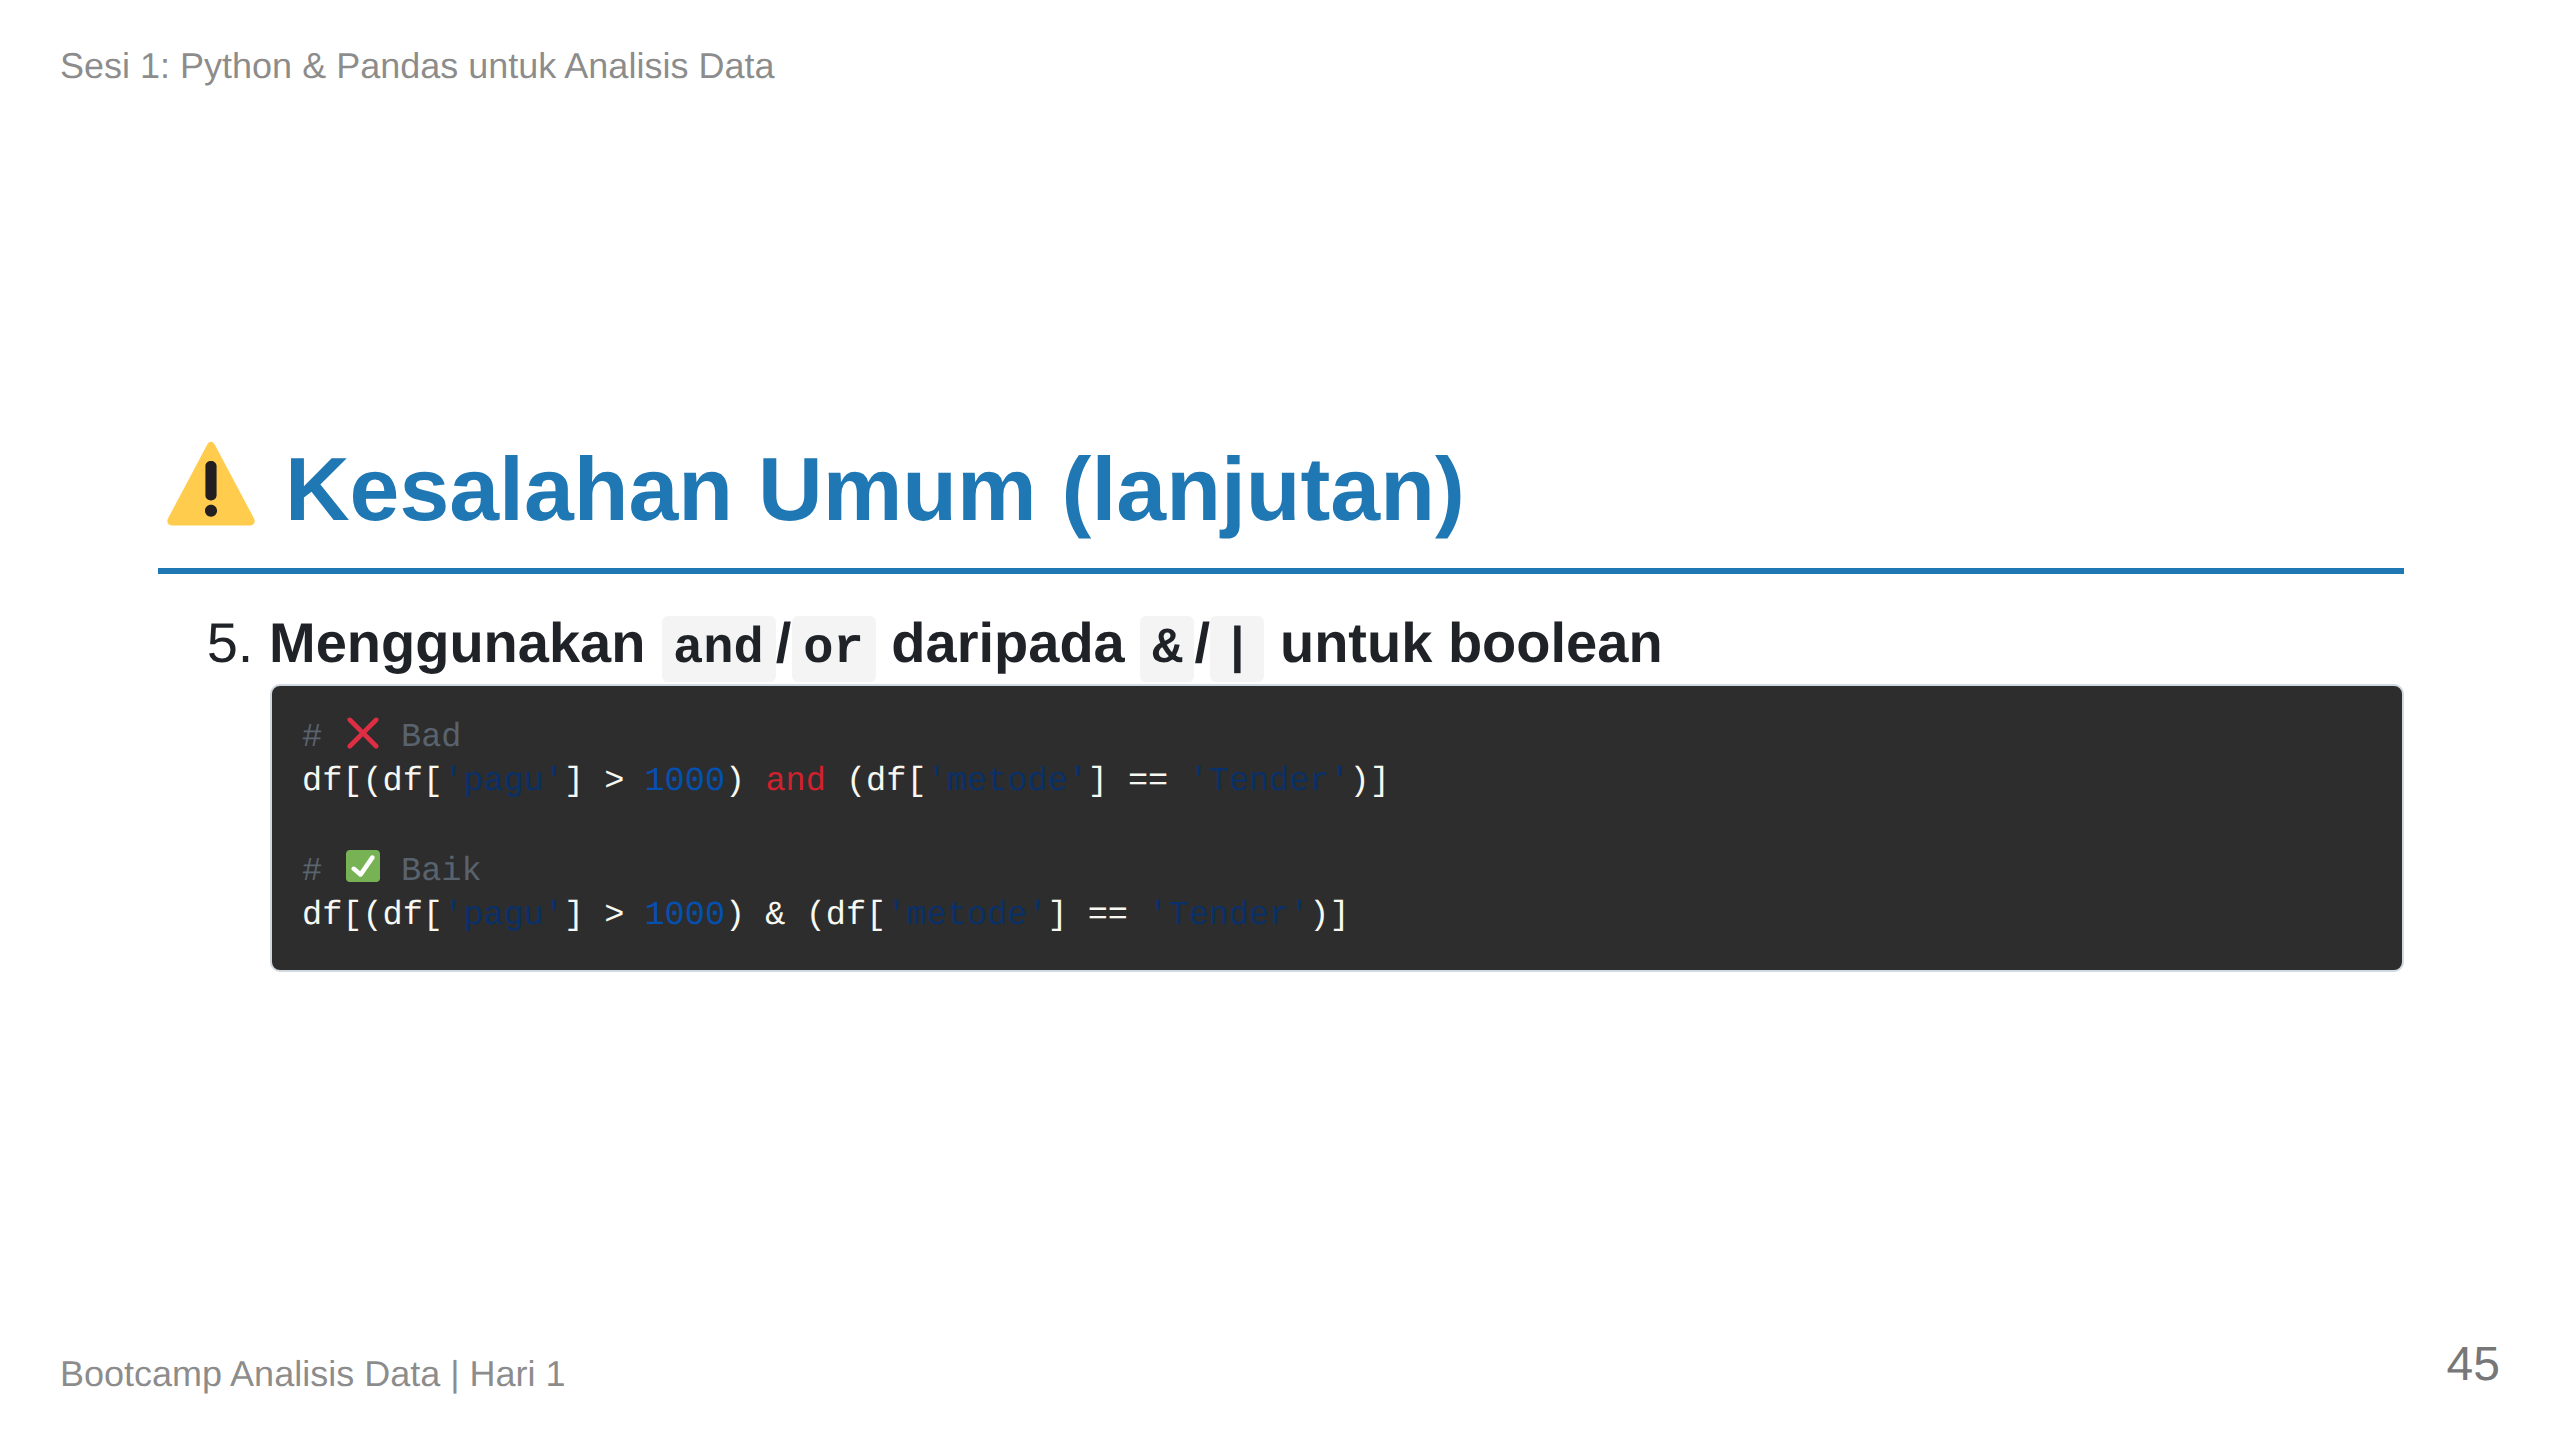 Sesi 1: Python & Pandas untuk Analisis Data
⚠️ Kesalahan Umum (lanjutan)
5. Menggunakan and/or daripada &/| untuk boolean
# ❌ Bad
df[(df['pagu'] > 1000) and (df['metode'] == 'Tender')]
# ✅ Baik
df[(df['pagu'] > 1000) & (df['metode'] == 'Tender')]
Bootcamp Analisis Data | Hari 1
45